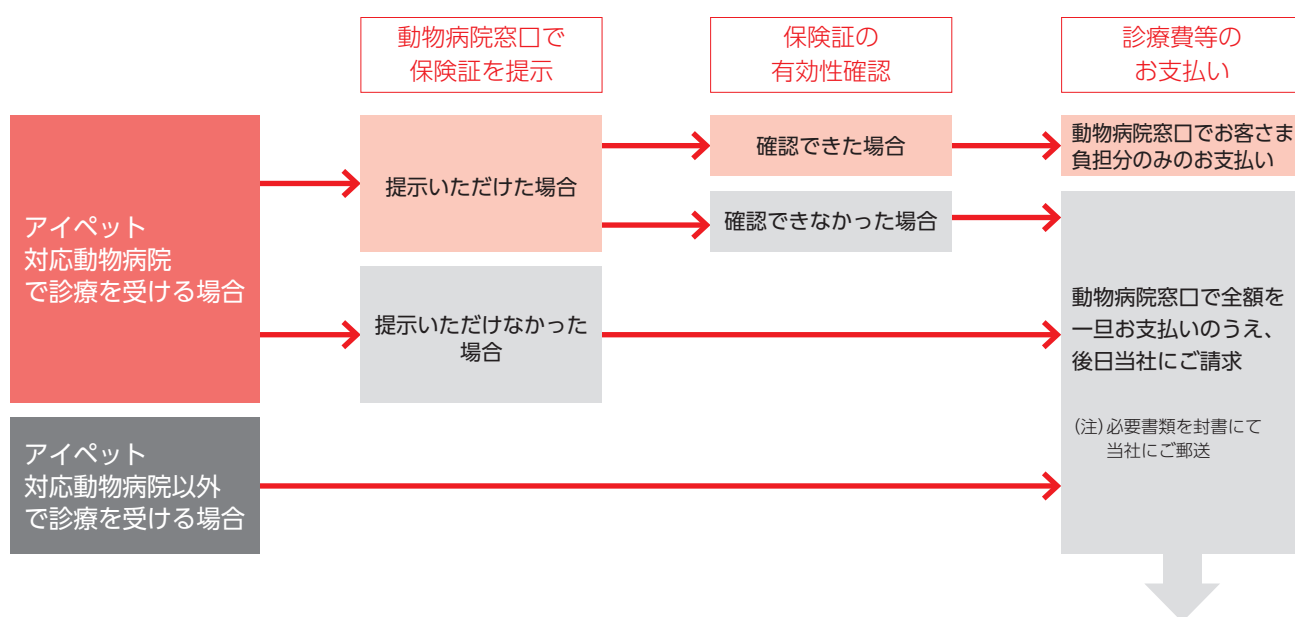 動物病院窓口で
保険証を提示
保険証の
有効性確認
診療費等の
お支払い
アイペット
対応動物病院
で診療を受ける場合
提示いただけた場合
確認できた場合
動物病院窓口でお客さま
負担分のみのお支払い
確認できなかった場合
提示いただけなかった
場合
動物病院窓口で全額を
一旦お支払いのうえ、
後日当社にご請求
(注)必要書類を封書にて
当社にご郵送
アイペット
対応動物病院以外
で診療を受ける場合